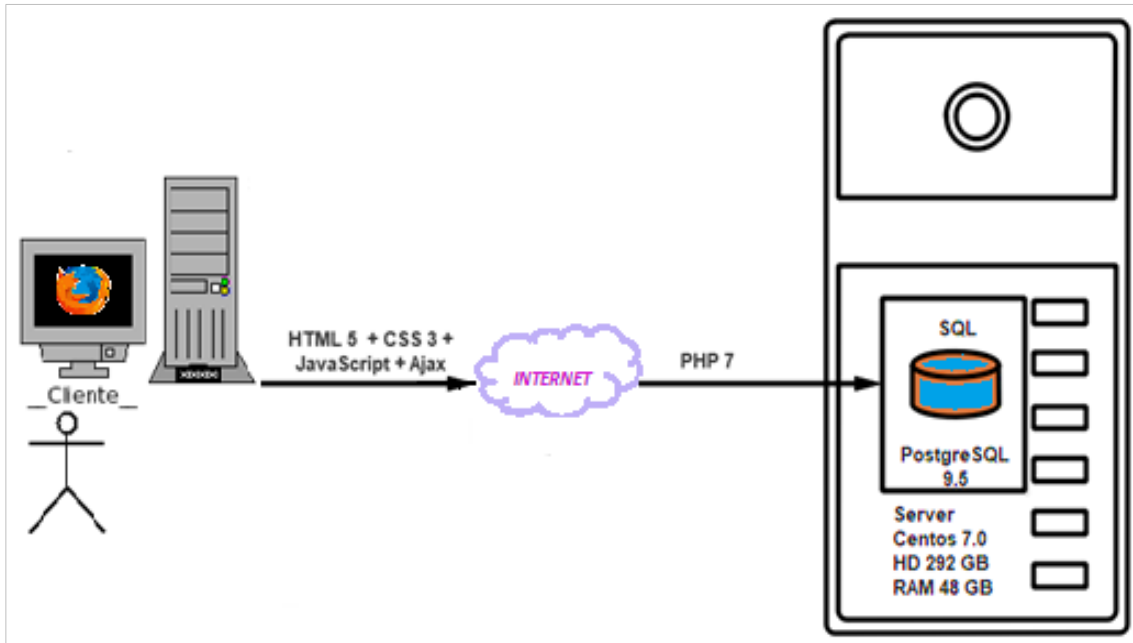 __Cliente__
HTML 5 + CSS 3 +
JavaScript + Ajax
INTERNET
PHP 7
SQL
PostgreSQL
9.5
Server
Centos 7.0
HD 292 GB
RAM 48 GB